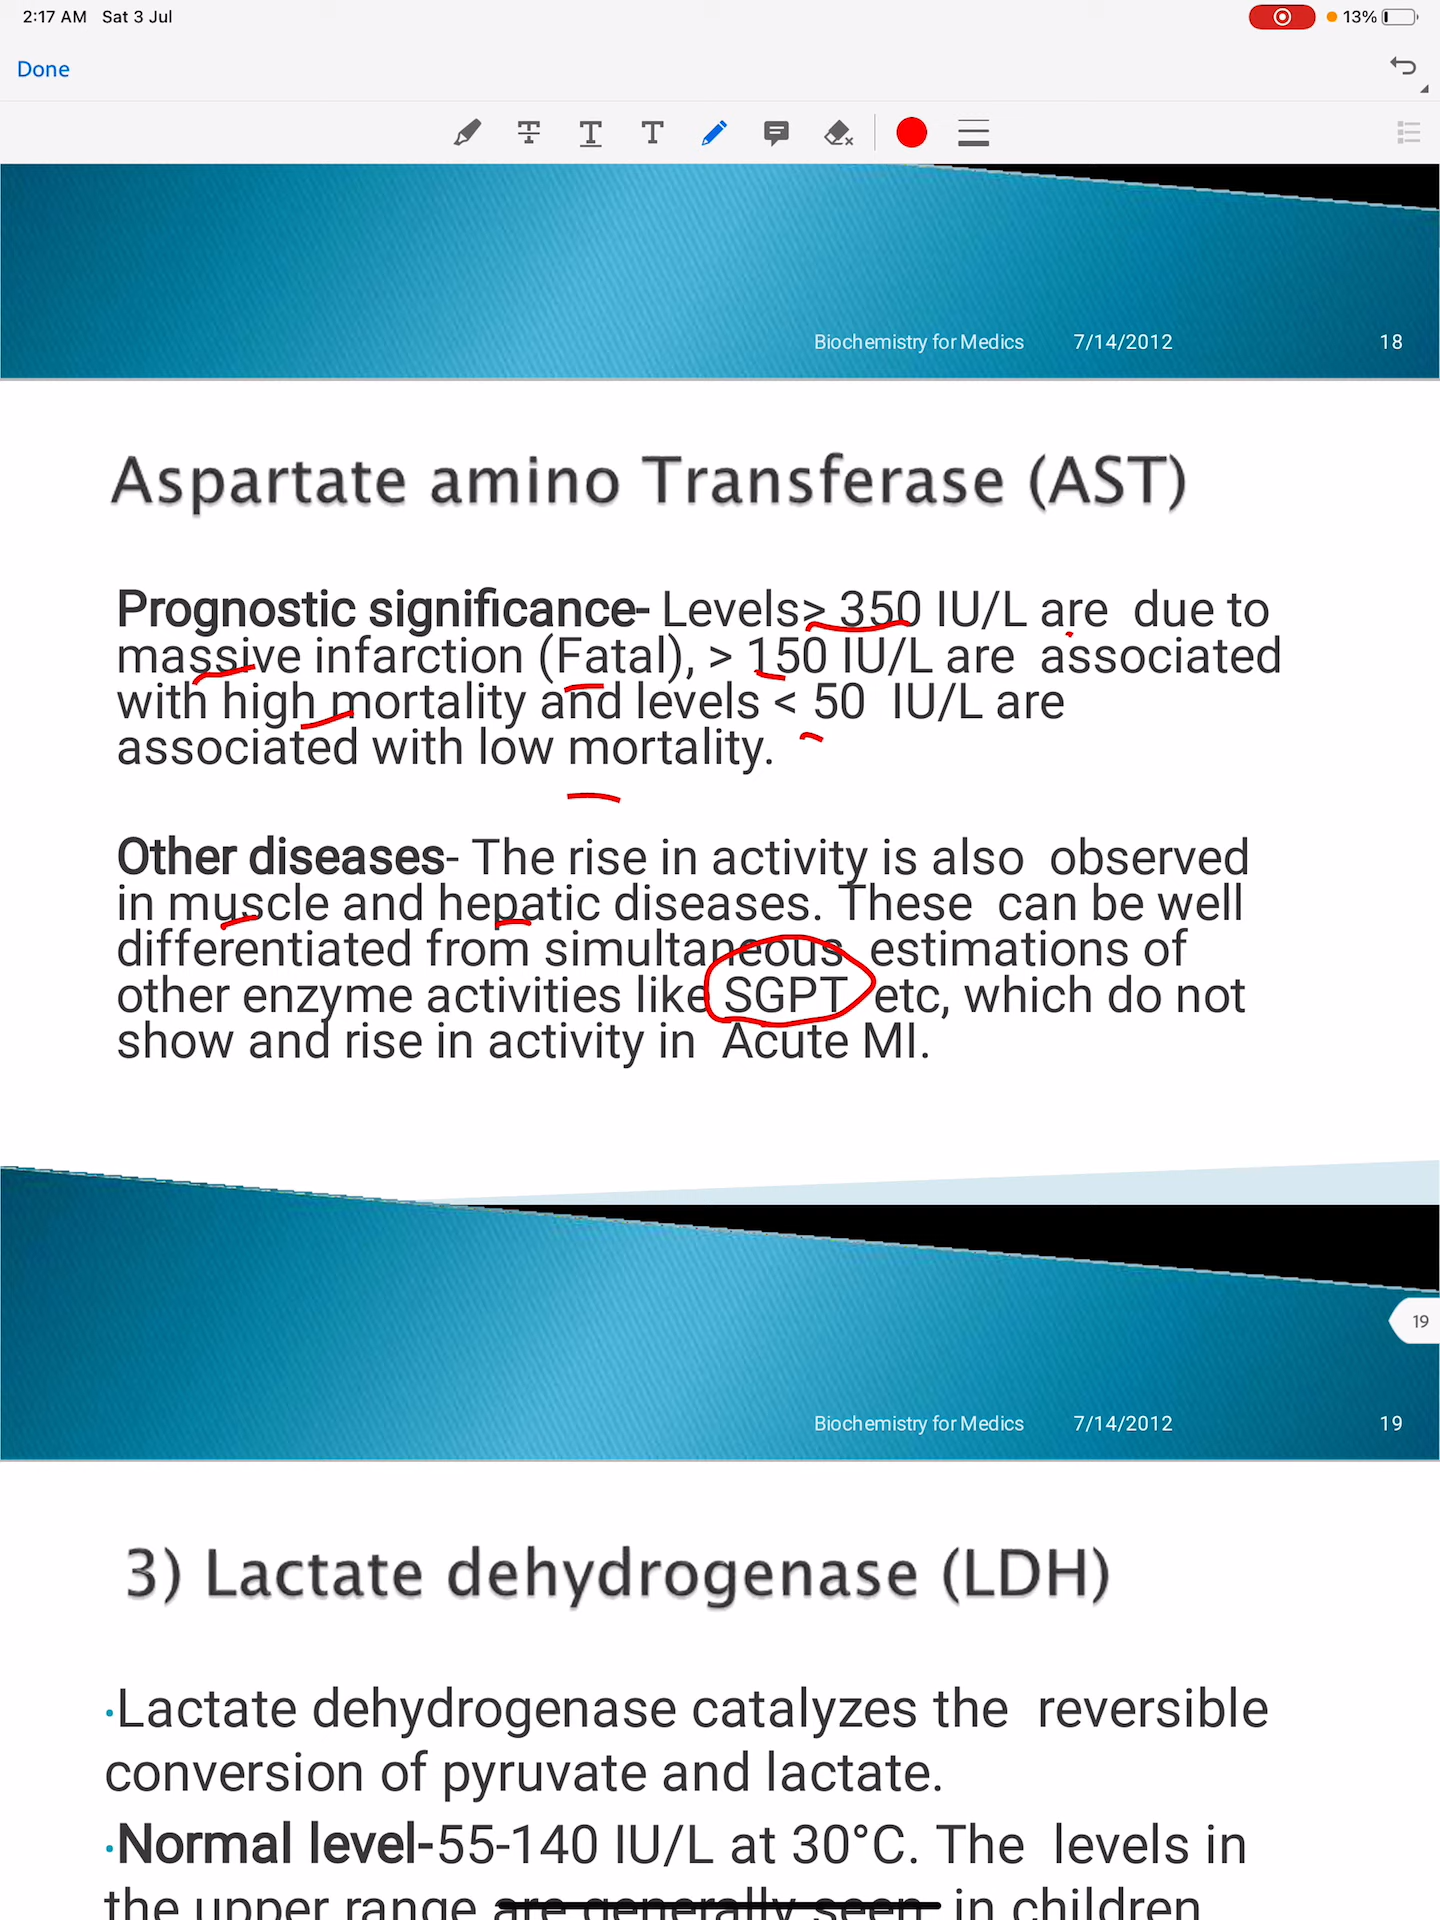 2:17 AM Sat 3 Jul
13%
Done
Biochemistry for Medics 7/14/2012 18
Aspartate amino Transferase (AST)
Prognostic significance- Levels> 350 IU/L are due to
massive infarction (Fatal), > 150 IU/L are associated
with high mortality and levels < 50 IU/L are
associated with low mortality.
Other diseases- The rise in activity is also observed
in muscle and hepatic diseases. These can be well
differentiated from simultaneous estimations of
other enzyme activities like SGPT etc, which do not
show and rise in activity in Acute MI.
19
Biochemistry for Medics 7/14/2012 19
3) Lactate dehydrogenase (LDH)
•Lactate dehydrogenase catalyzes the reversible
conversion of pyruvate and lactate.
•Normal level-55-140 IU/L at 30°C. The levels in
the upper range are generally seen in children